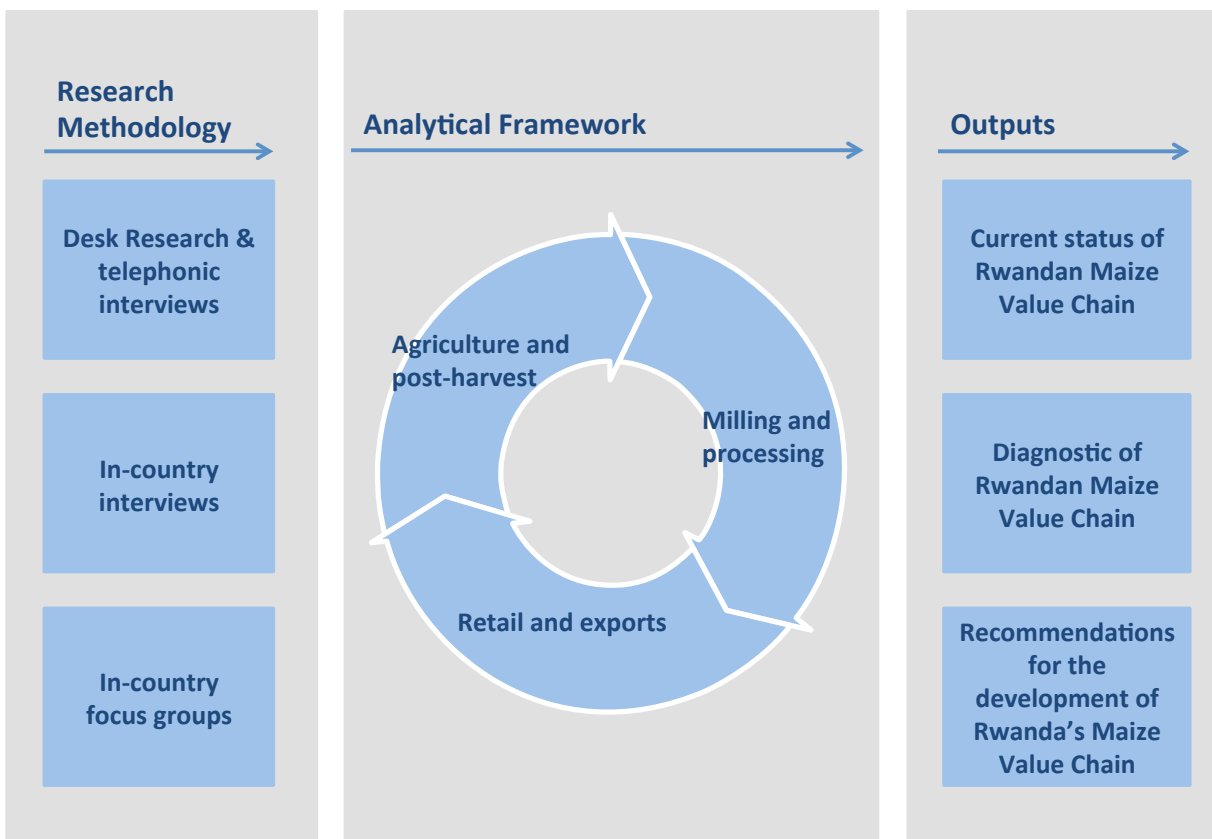 Research
Methodology
Desk Research &
telephonic
interviews
In-country
interviews
In-country
focus groups
Analytical Framework
Agriculture and
post-harvest
Milling and
processing
Retail and exports
Outputs
Current status of
Rwandan Maize
Value Chain
Diagnostic of
Rwandan Maize
Value Chain
Recommendations
for the
development of
Rwanda’s Maize
Value Chain